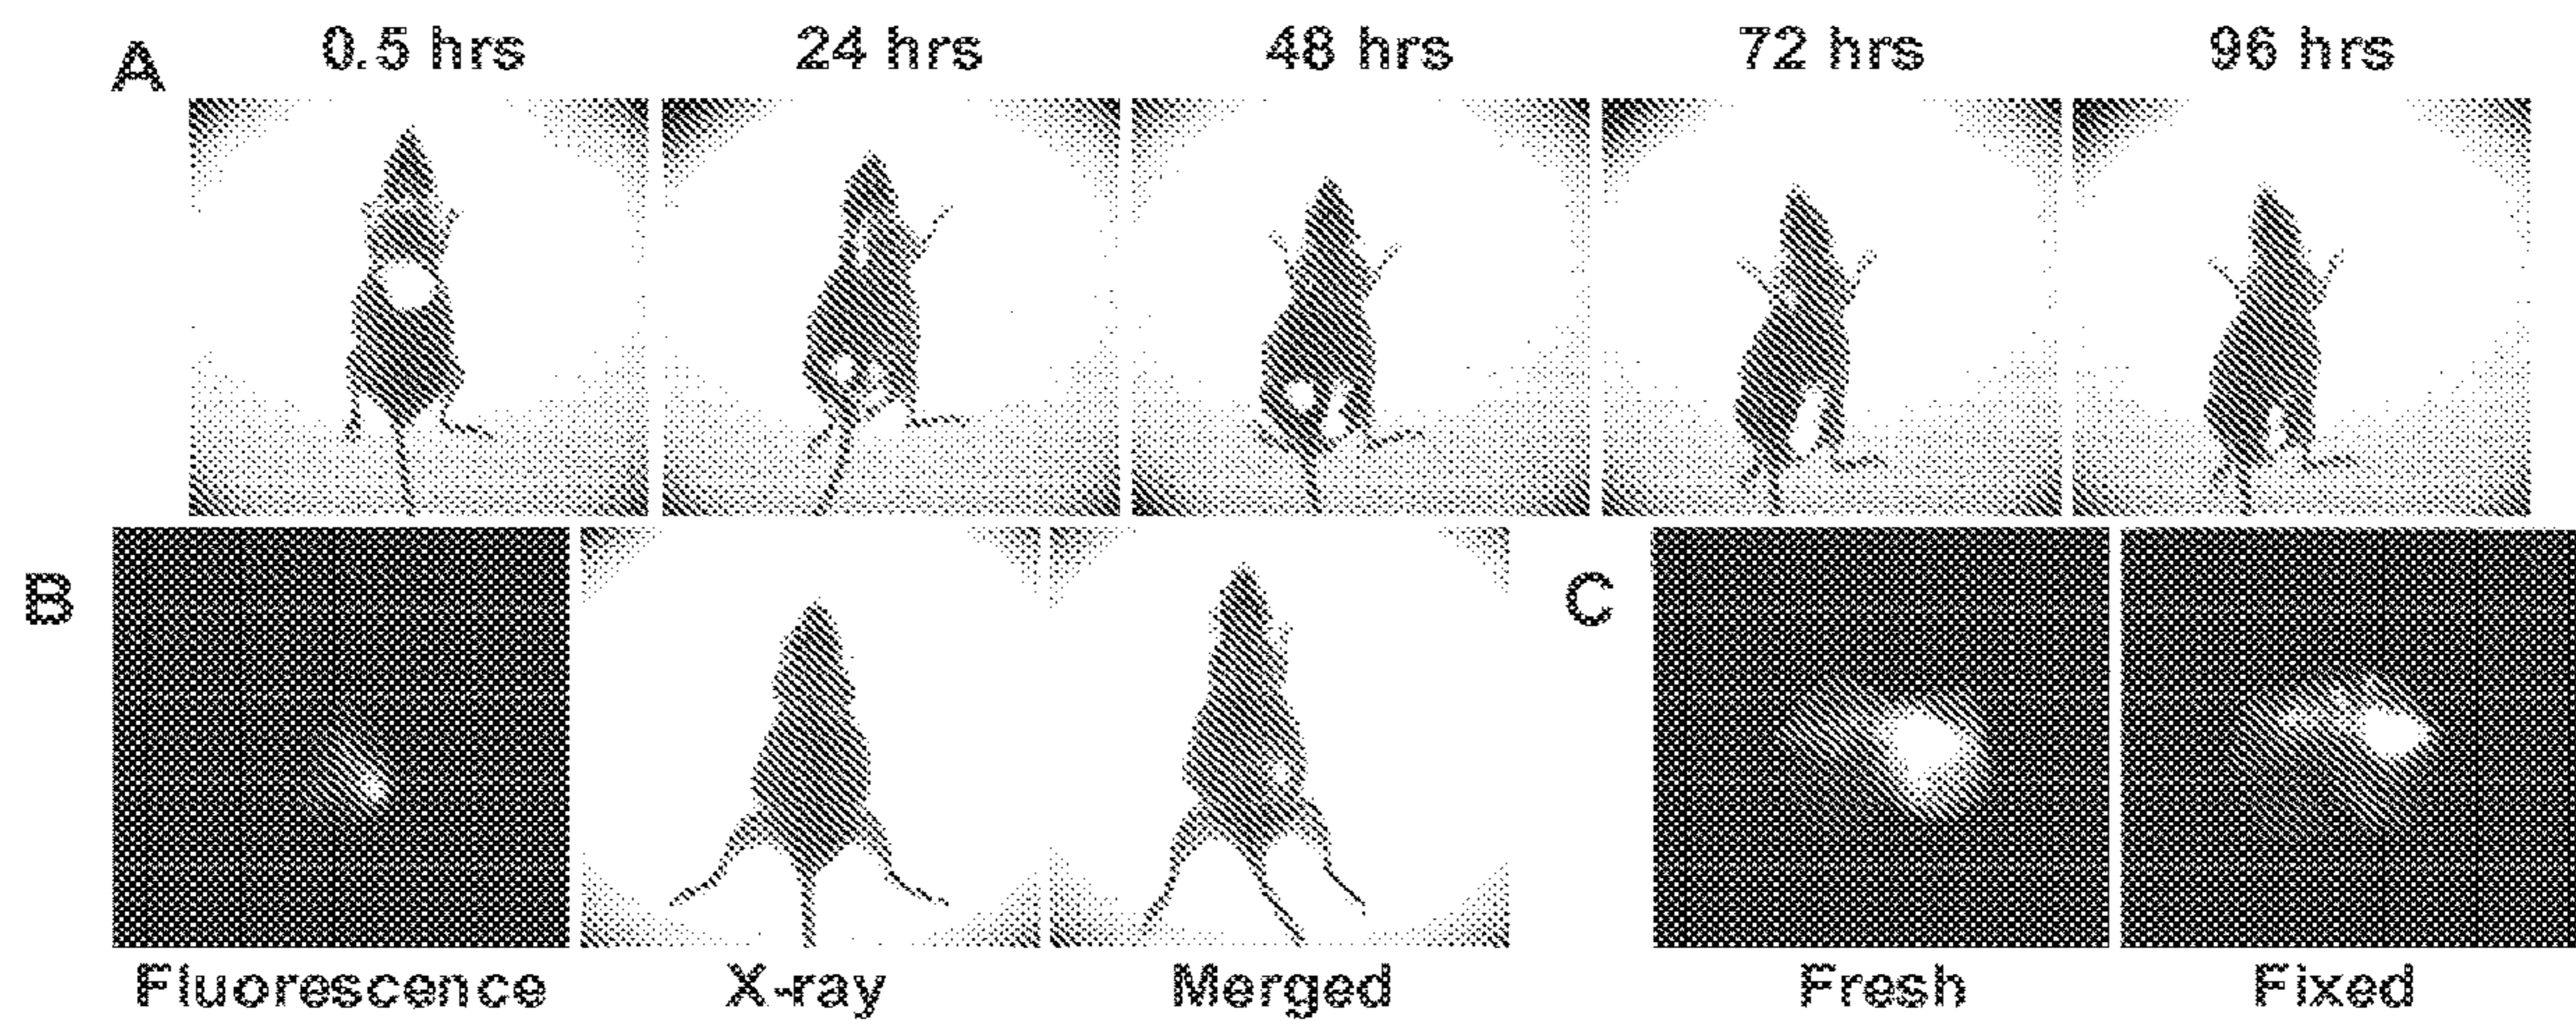 A 0.5 hrs 24 hrs 48 hrs 72 hrs 96 hrs
B C
Fluorescence X-ray Merged Fresh Fixed